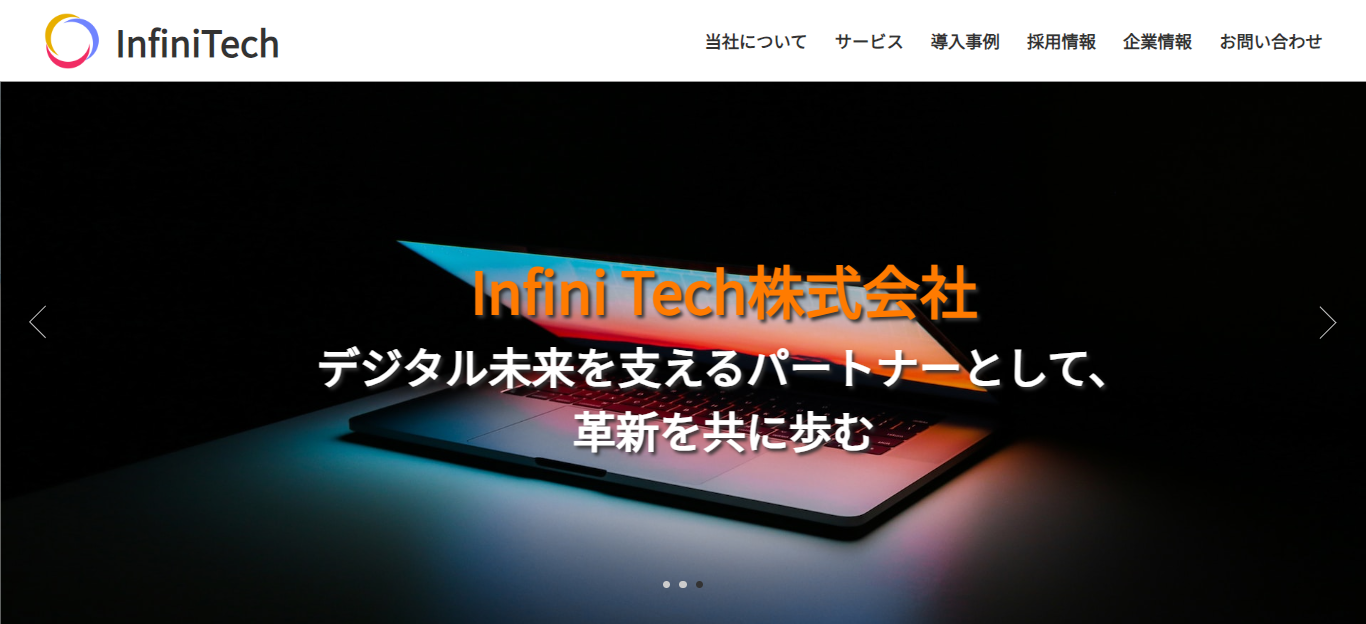 InfiniTech
当社について サービス 導入事例 採用情報 企業情報 お問い合わせ
Infini Tech株式会社
デジタル未来を支えるパートナーとして、
革新を共に歩む